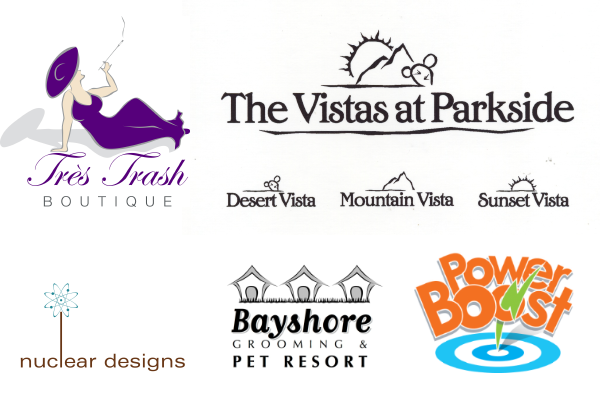 Très Trash
BOUTIQUE
The Vistas at Parkside
Desert Vista
Mountain Vista
Sunset Vista
nuclear designs
Bayshore
GROOMING &
PET RESORT
Power
Boost